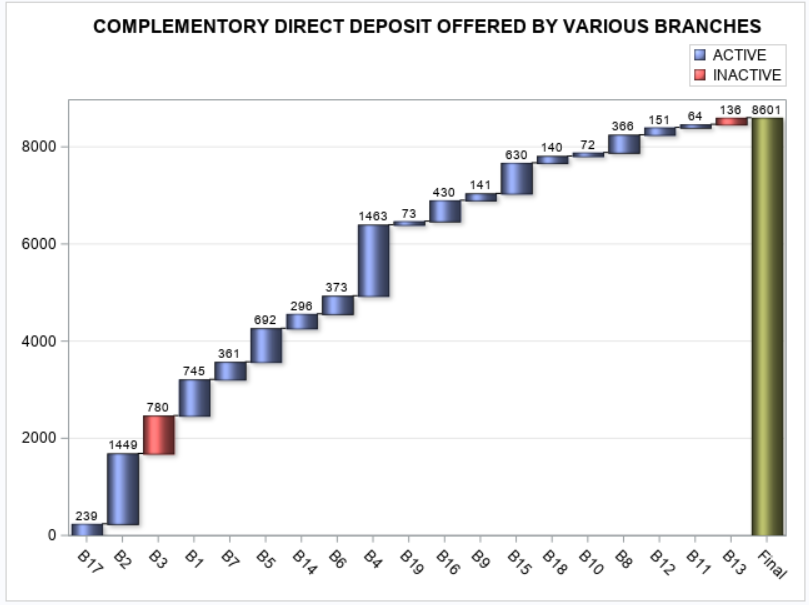 COMPLEMENTORY DIRECT DEPOSIT OFFERED BY VARIOUS BRANCHES
ACTIVE
INACTIVE
8000
6000
4000
2000
0
239
1449
780
745
361
692
296
373
1463
73
430
141
630
140
72
366
151
64
136
8601
B17
B2
B3
B1
B7
B5
B14
B6
B4
B19
B16
B9
B15
B18
B10
B8
B12
B11
B13
Final